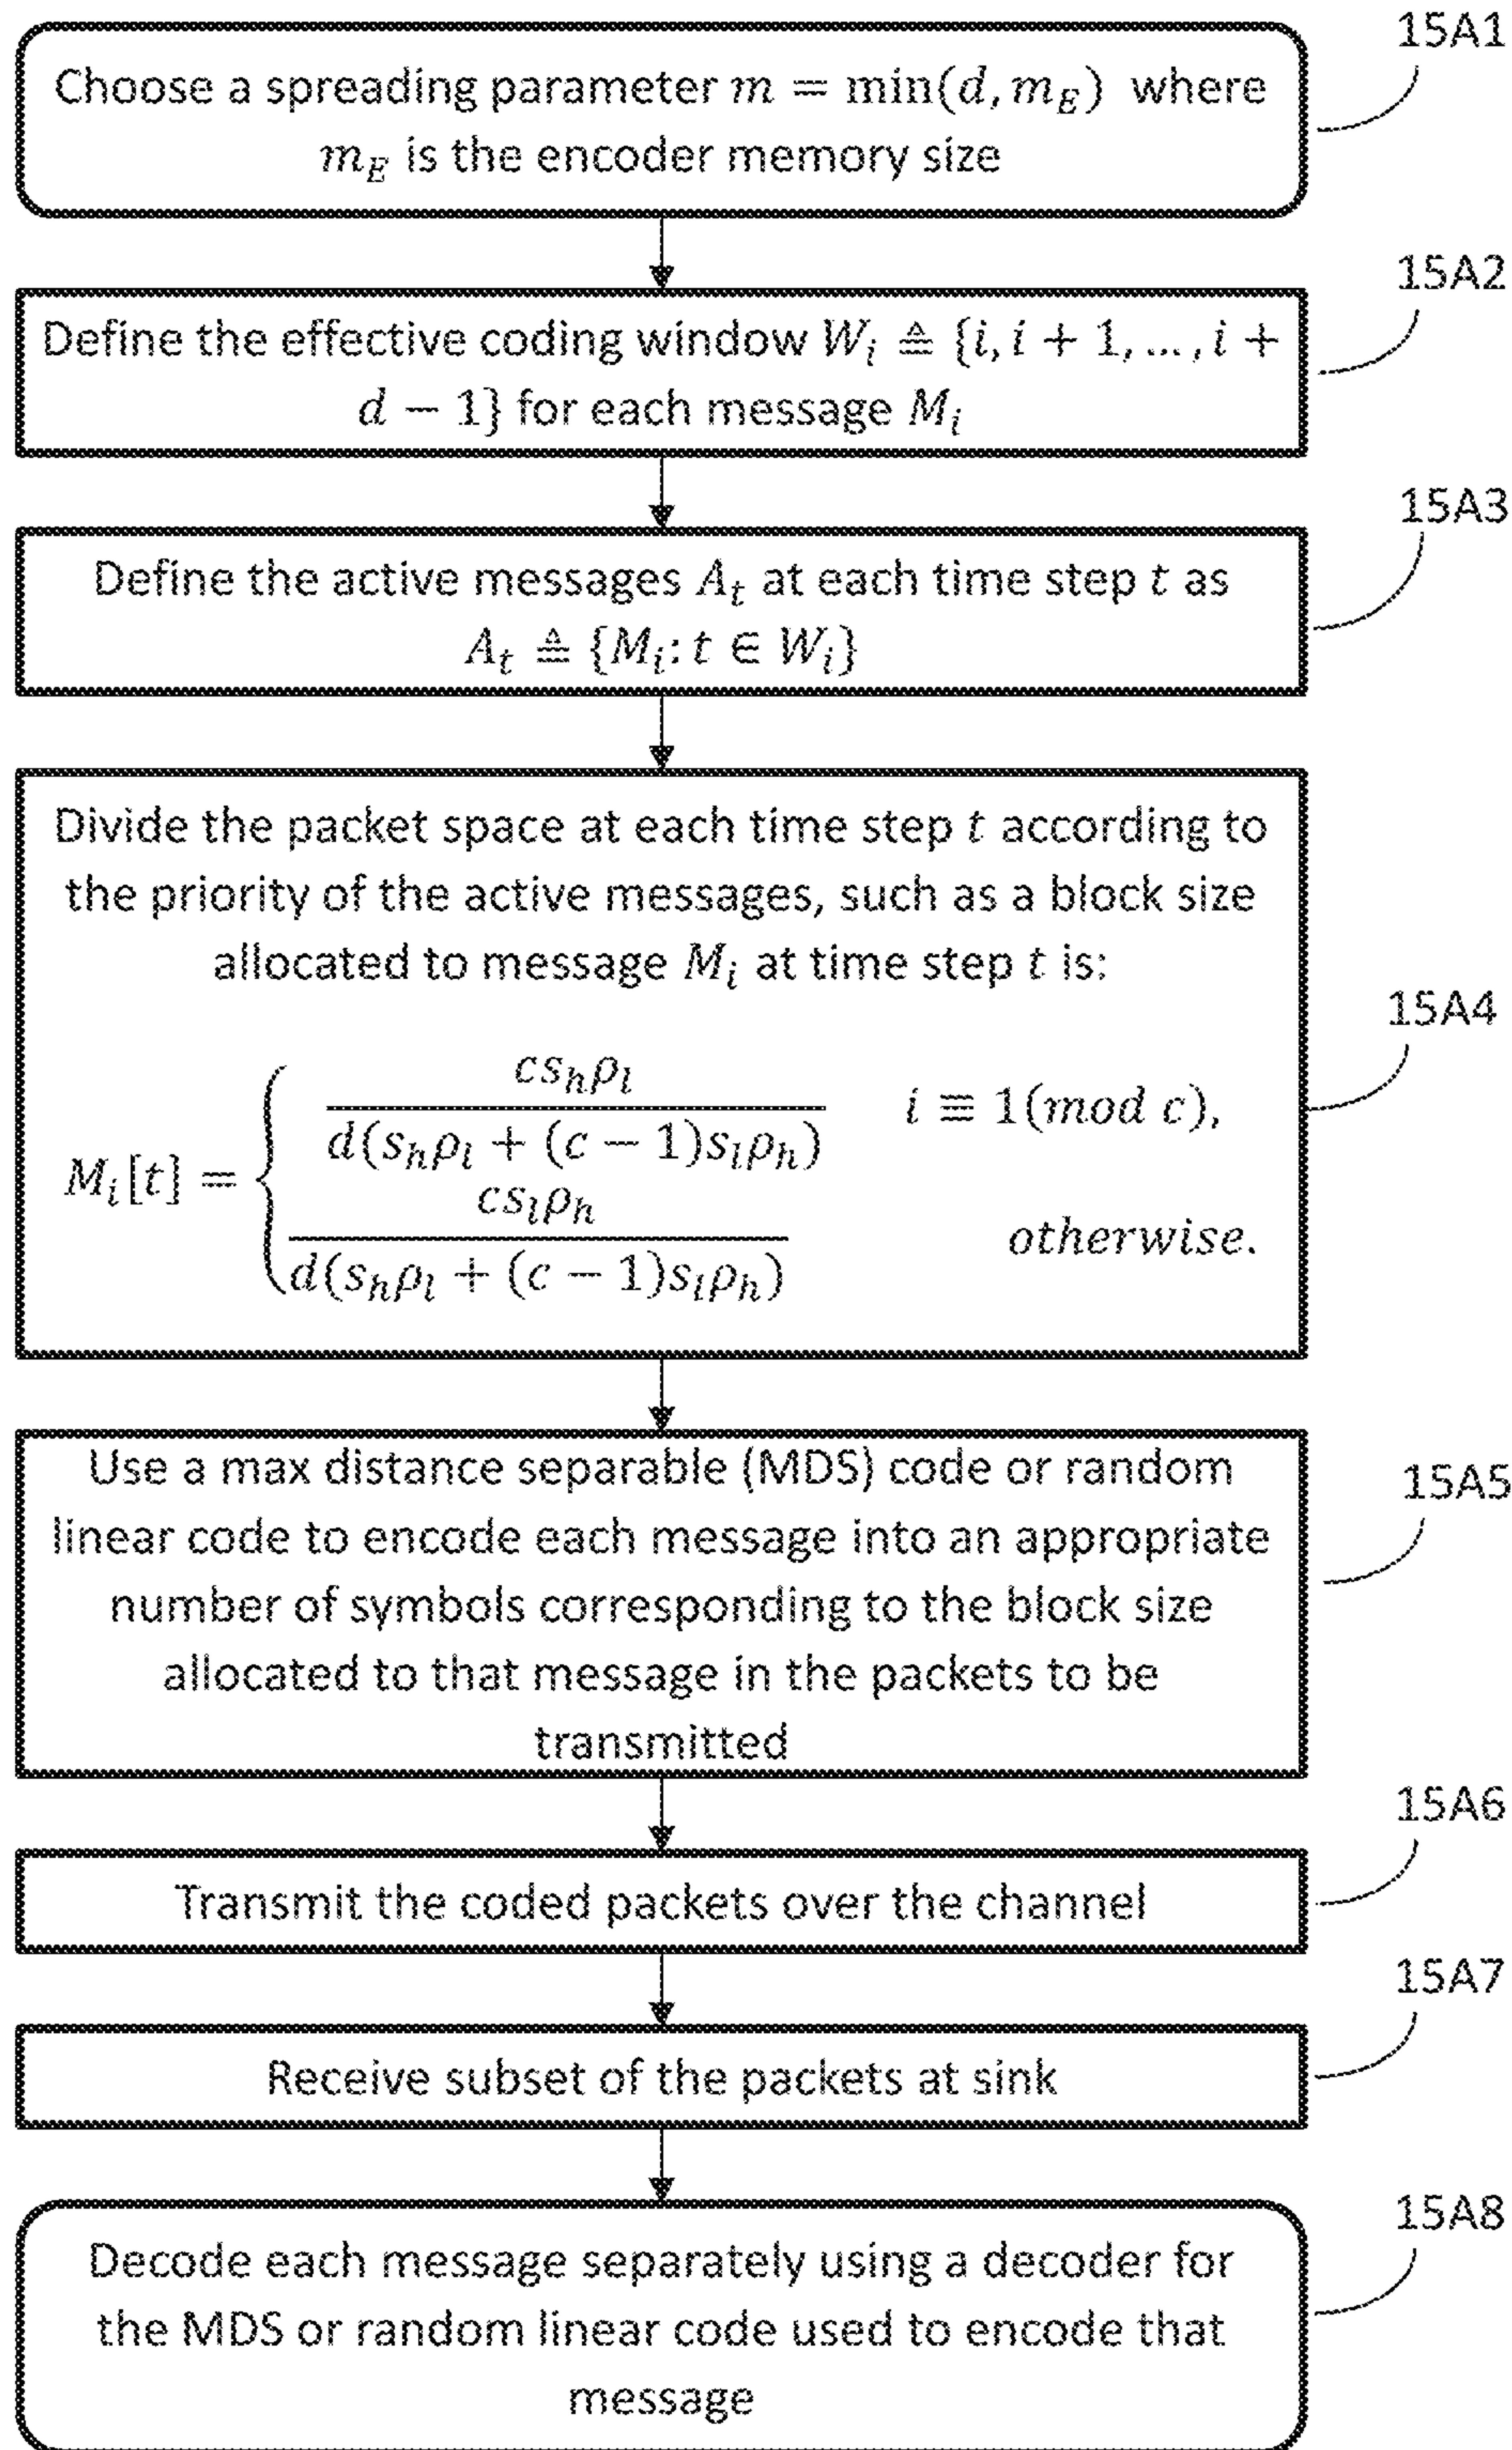 15A1
Choose a spreading parameter m = min(d, m_E) where
m_E is the encoder memory size
15A2
Define the effective coding window W_i ≜ {i, i + 1, ..., i +
d − 1} for each message M_i
15A3
Define the active messages A_t at each time step t as
A_t ≜ {M_i: t ∈ W_i}
Divide the packet space at each time step t according to
the priority of the active messages, such as a block size
allocated to message M_i at time step t is:
15A4
M_i[t] = { cs_hρ_l / d(s_hρ_l + (c − 1)s_lρ_h) i ≡ 1(mod c),
cs_lρ_h / d(s_hρ_l + (c − 1)s_lρ_h) otherwise.
Use a max distance separable (MDS) code or random
15A5
linear code to encode each message into an appropriate
number of symbols corresponding to the block size
allocated to that message in the packets to be
transmitted
15A6
Transmit the coded packets over the channel
15A7
Receive subset of the packets at sink
15A8
Decode each message separately using a decoder for
the MDS or random linear code used to encode that
message